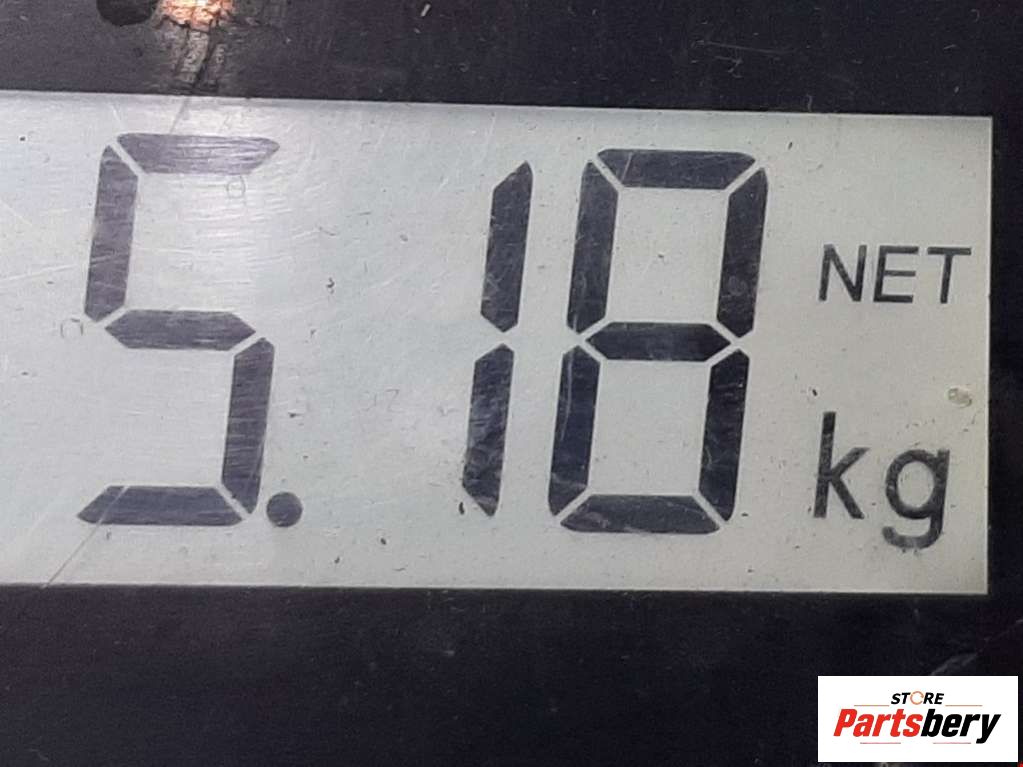 5.18
NET
kg
STORE
Partsbery